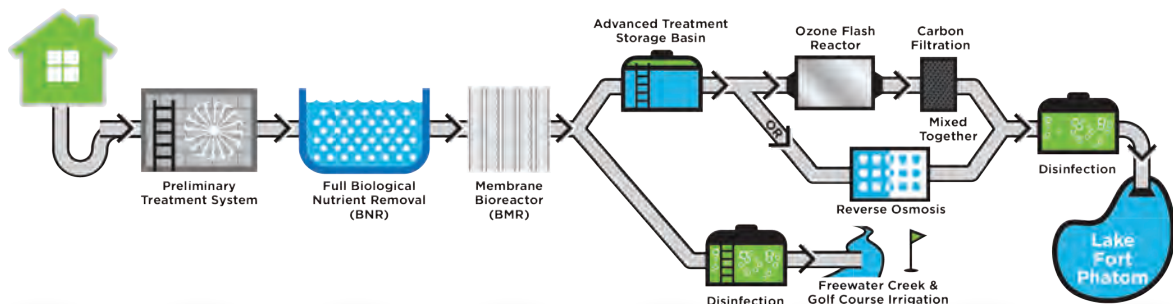 Advanced Treatment
Storage Basin
Ozone Flash
Reactor
Carbon
Filtration
Mixed
Together
OR
Disinfection
Preliminary
Treatment System
Full Biological
Nutrient Removal
(BNR)
Membrane
Bioreactor
(BMR)
Reverse Osmosis
Lake
Fort
Phatom
Disinfection
Freewater Creek &
Golf Course Irrigation